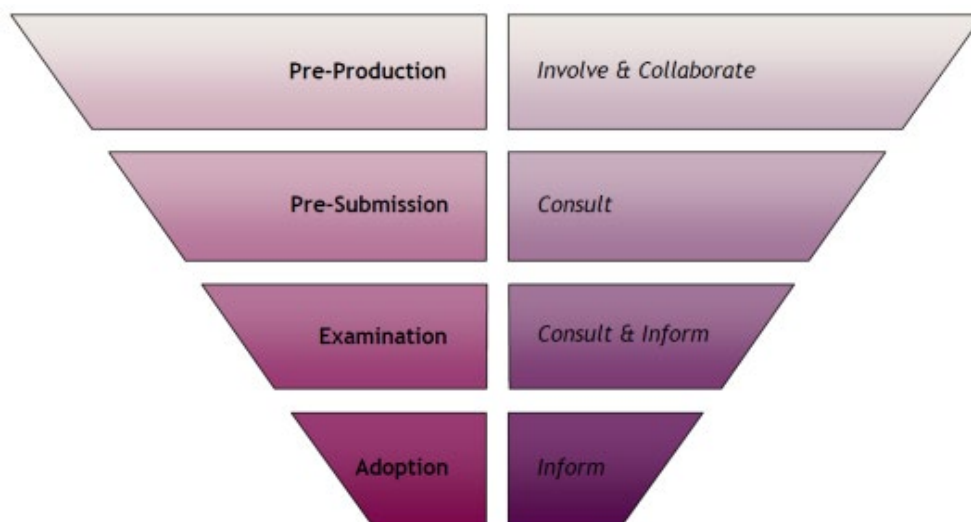 Pre-Production Involve & Collaborate
Pre-Submission Consult
Examination Consult & Inform
Adoption Inform